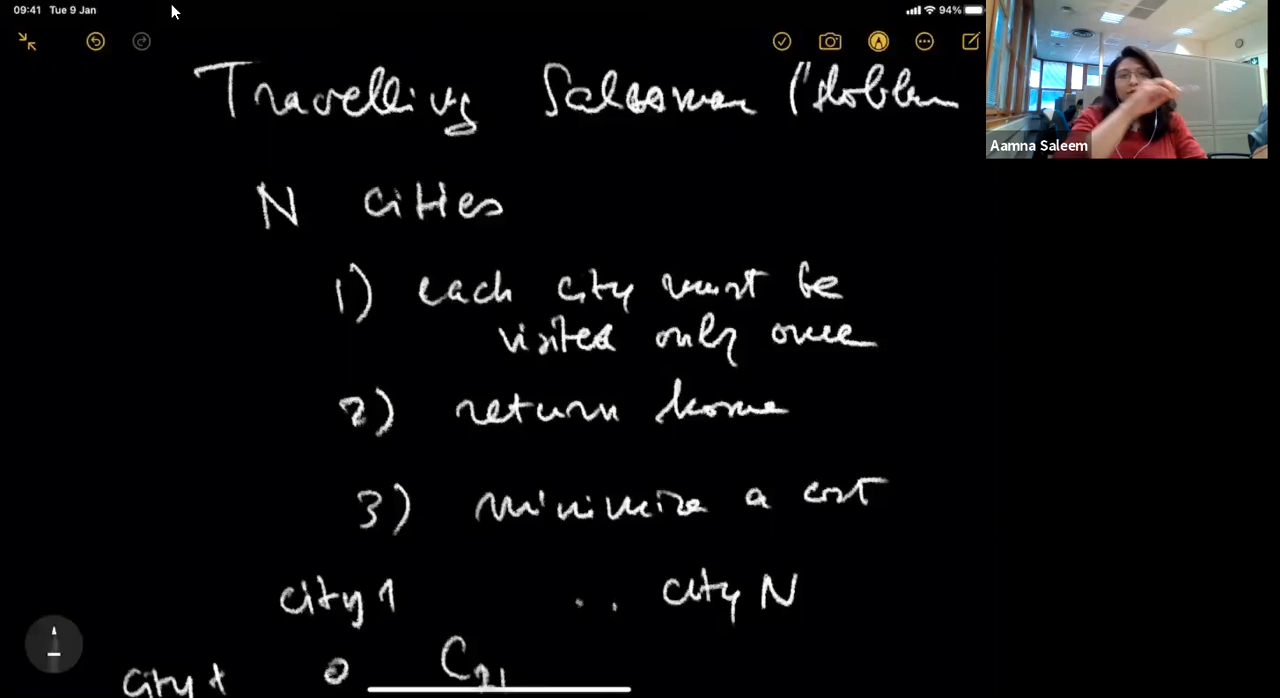 09:41 Tue 9 Jan
94%
Travelling Salesman Problem
Aamna Saleem
N cities
1) each city must be
visited only once
2) return home
3) minimize a cost
city 1 .. city N
city 1 0 C21